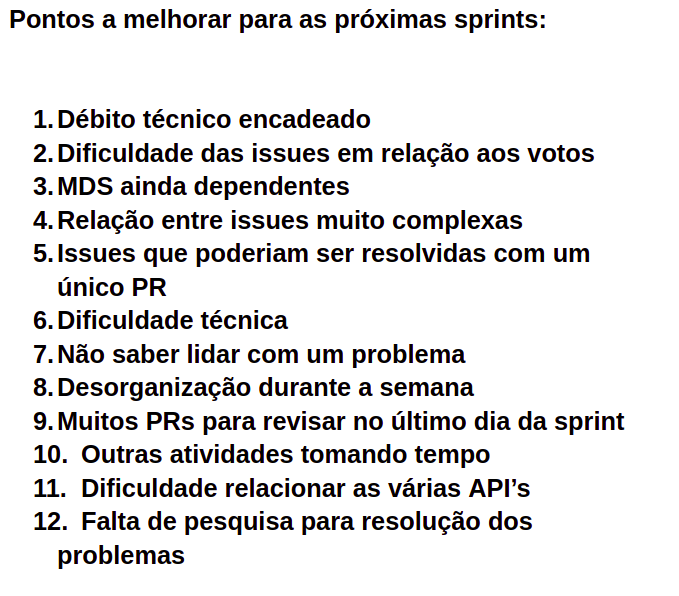 Pontos a melhorar para as próximas sprints:
1. Débito técnico encadeado
2. Dificuldade das issues em relação aos votos
3. MDS ainda dependentes
4. Relação entre issues muito complexas
5. Issues que poderiam ser resolvidas com um
único PR
6. Dificuldade técnica
7. Não saber lidar com um problema
8. Desorganização durante a semana
9. Muitos PRs para revisar no último dia da sprint
10. Outras atividades tomando tempo
11. Dificuldade relacionar as várias API’s
12. Falta de pesquisa para resolução dos
problemas